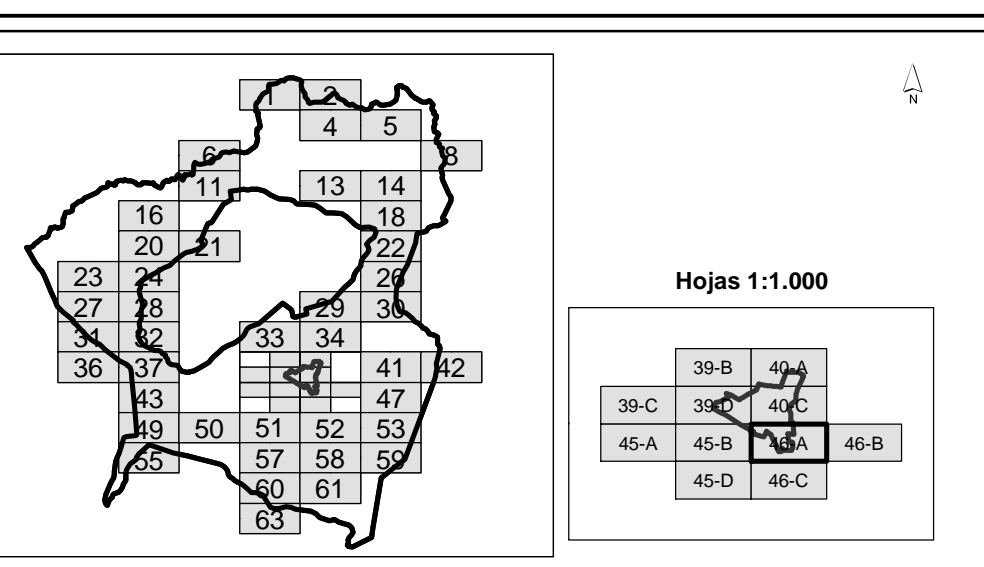 1 2
N
4 5
6 8
11 13 14
16 18
20 21 22
23 24 26
Hojas 1:1.000
27 28 29 30
31 32 33 34
36 37 41 42
39-B 40-A
43 47
39-C 39-D 40-C
49 50 51 52 53
45-A 45-B 46-A 46-B
55 57 58 59
45-D 46-C
60 61
63